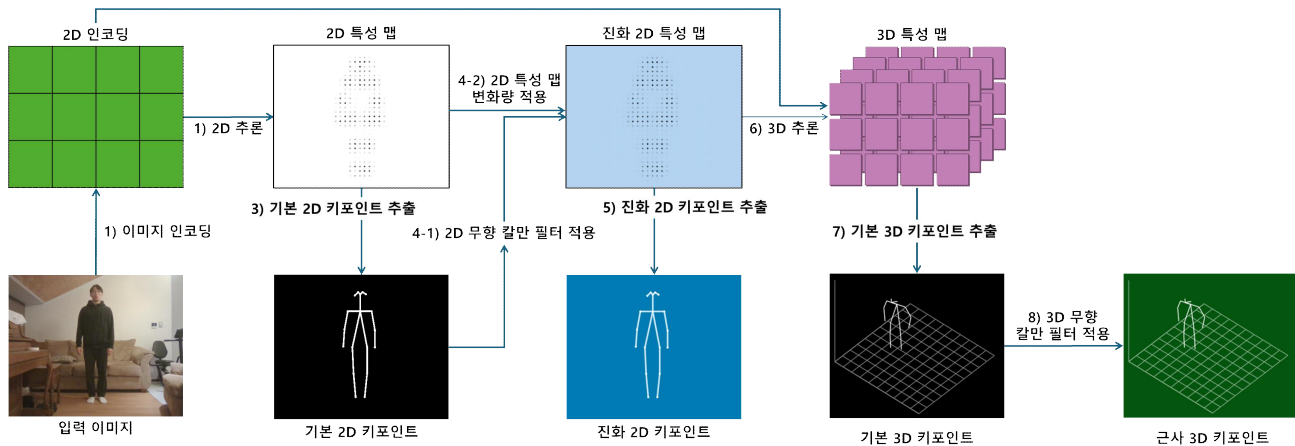 2D 인코딩
2D 특성 맵
진화 2D 특성 맵
3D 특성 맵
1) 2D 추론
4-2) 2D 특성 맵
변화량 적용
6) 3D 추론
1) 이미지 인코딩
3) 기본 2D 키포인트 추출
4-1) 2D 무향 칼만 필터 적용
5) 진화 2D 키포인트 추출
7) 기본 3D 키포인트 추출
8) 3D 무향
칼만 필터 적용
입력 이미지
기본 2D 키포인트
진화 2D 키포인트
기본 3D 키포인트
근사 3D 키포인트